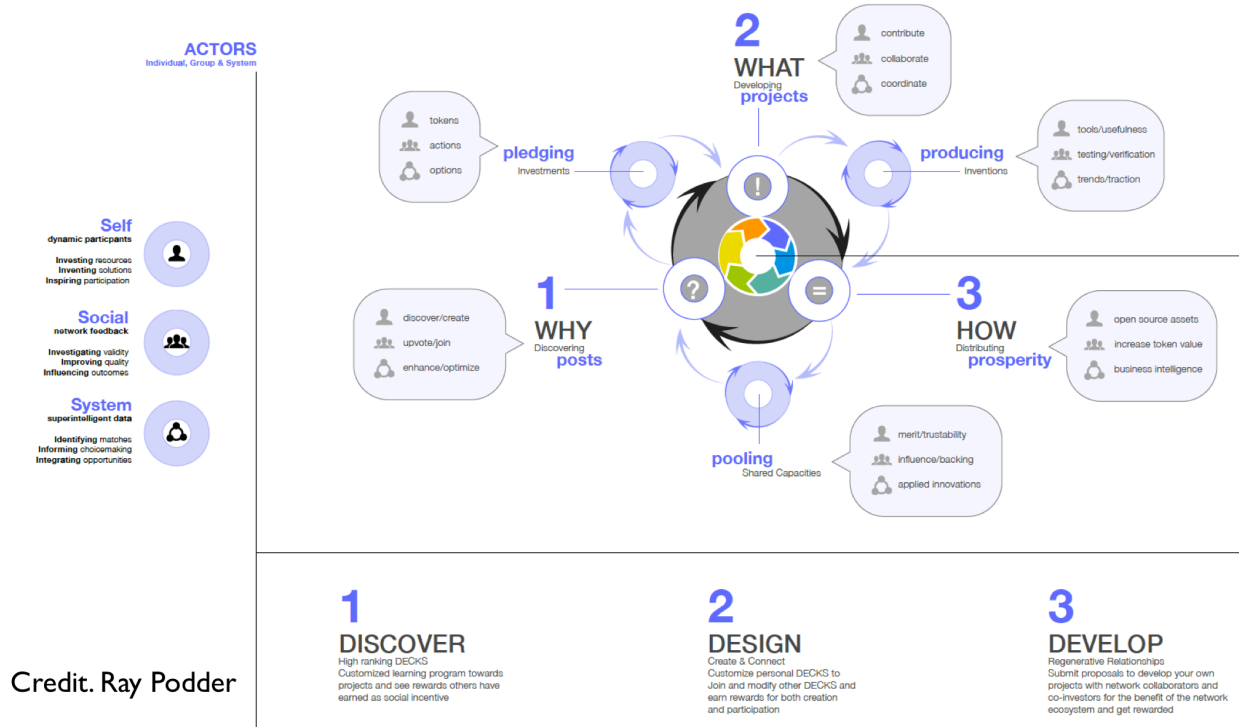 ACTORS
Individual, Group & System
Self
dynamic particpants
Investing resources
Inventing solutions
Inspiring participation
Social
network feedback
Investigating validity
Improving quality
Influencing outcomes
System
superintelligent data
Identifying matches
Informing choicemaking
Integrating opportunities
2
WHAT
Developing
projects
contribute
collaborate
coordinate
tokens
actions
options
pledging
Investments
producing
Inventions
tools/usefulness
testing/verification
trends/traction
!
?
=
1
WHY
Discovering
posts
discover/create
upvote/join
enhance/optimize
3
HOW
Distributing
prosperity
open source assets
increase token value
business intelligence
pooling
Shared Capacities
merit/trustability
influence/backing
applied innovations
1
DISCOVER
High ranking DECKS
Customized learning program towards
projects and see rewards others have
earned as social incentive
2
DESIGN
Create & Connect
Customize personal DECKS to
Join and modify other DECKS and
earn rewards for both creation
and participation
3
DEVELOP
Regenerative Relationships
Submit proposals to develop your own
projects with network collaborators and
co-investors for the benefit of the network
ecosystem and get rewarded
Credit. Ray Podder